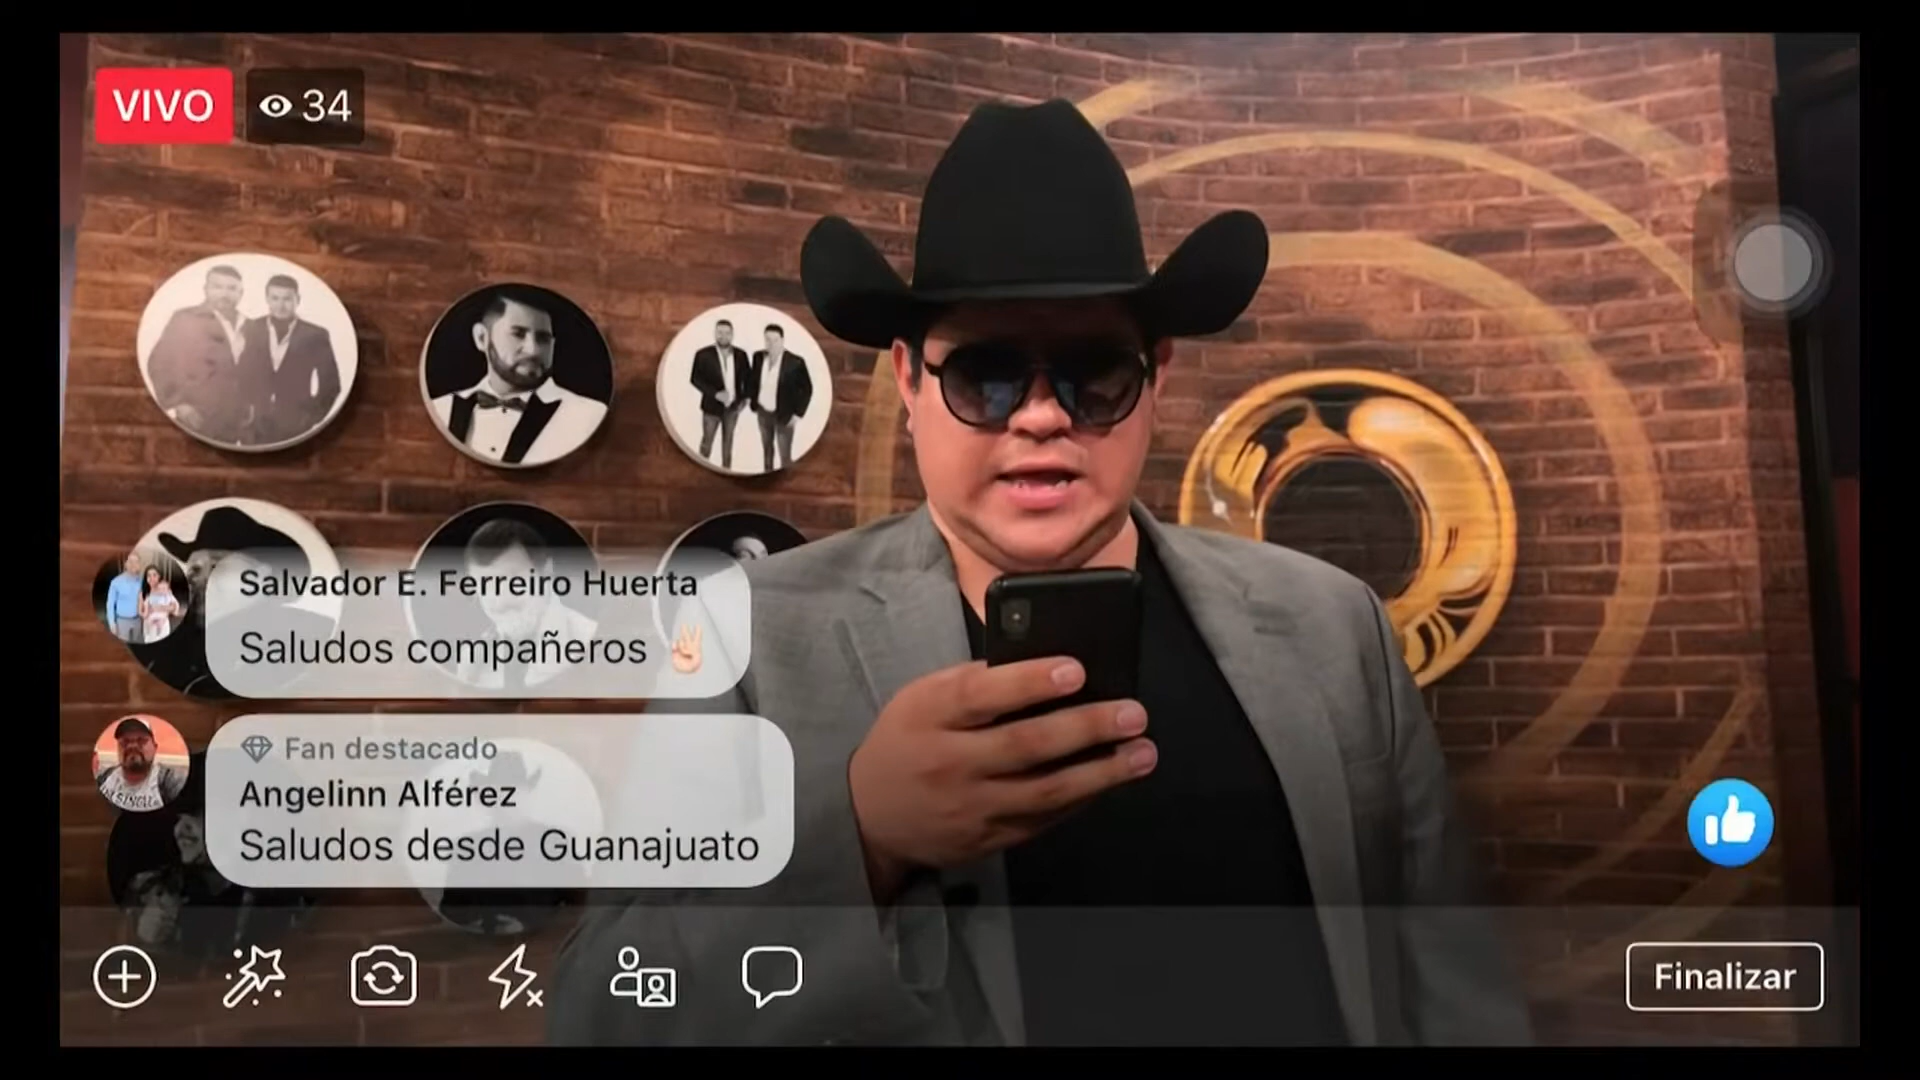 VIVO
34
Salvador E. Ferreiro Huerta
Saludos compañeros ✌🏻
Fan destacado
Angelinn Alférez
Saludos desde Guanajuato
Finalizar